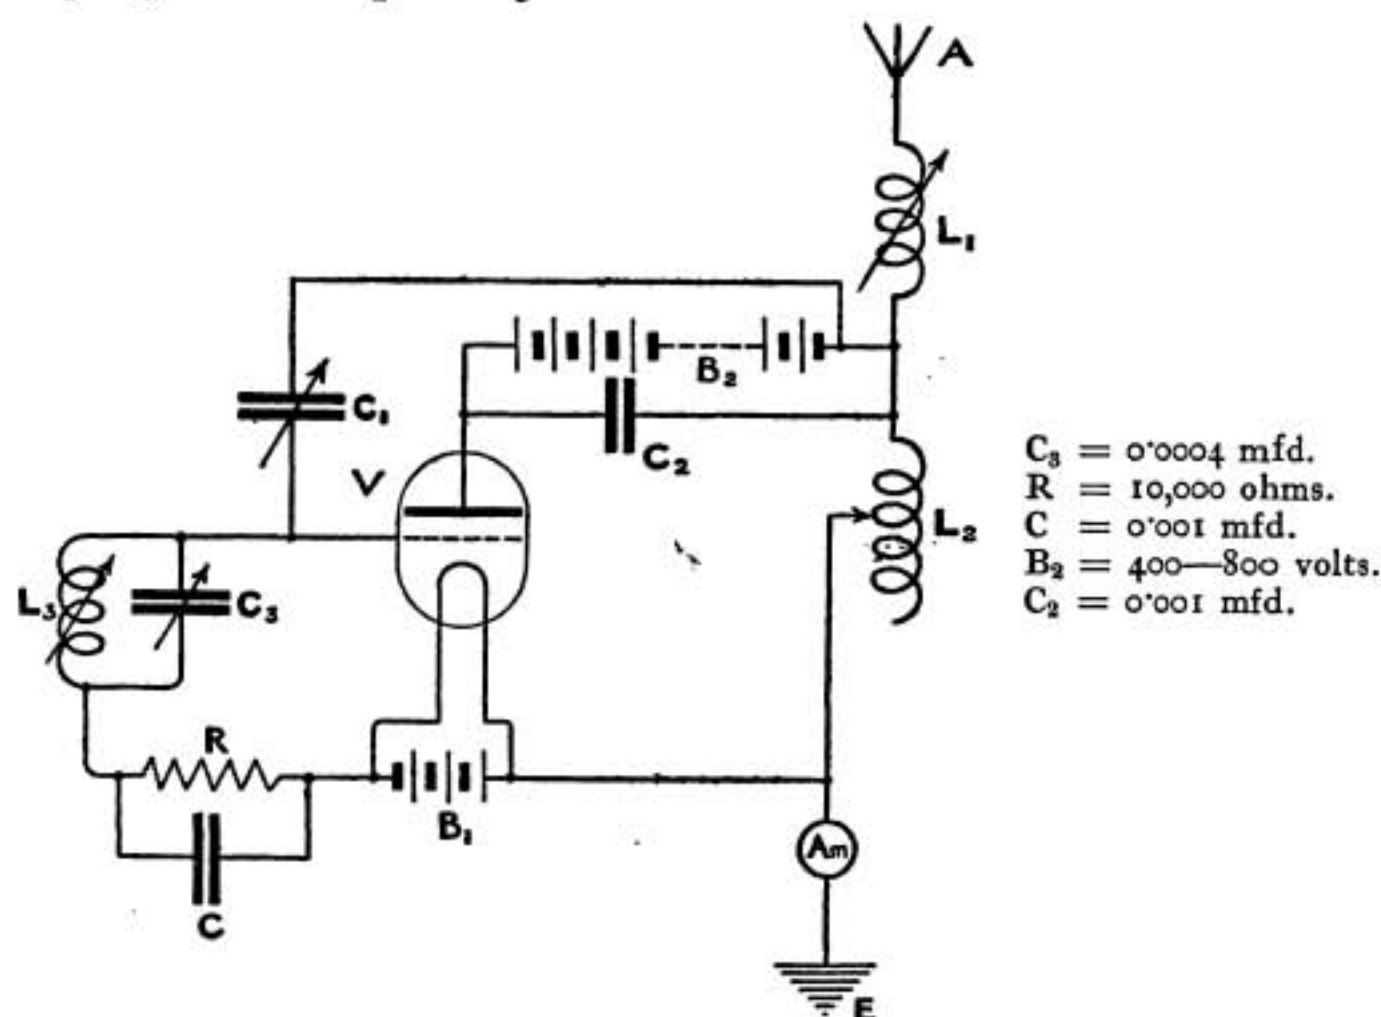 A
L₁
B₂
C₁
C₂
V
L₂
L₃
C₃
R
B₁
Am
C
E
C₃ = 0·0004 mfd.
R = 10,000 ohms.
C = 0·001 mfd.
B₂ = 400—800 volts.
C₂ = 0·001 mfd.